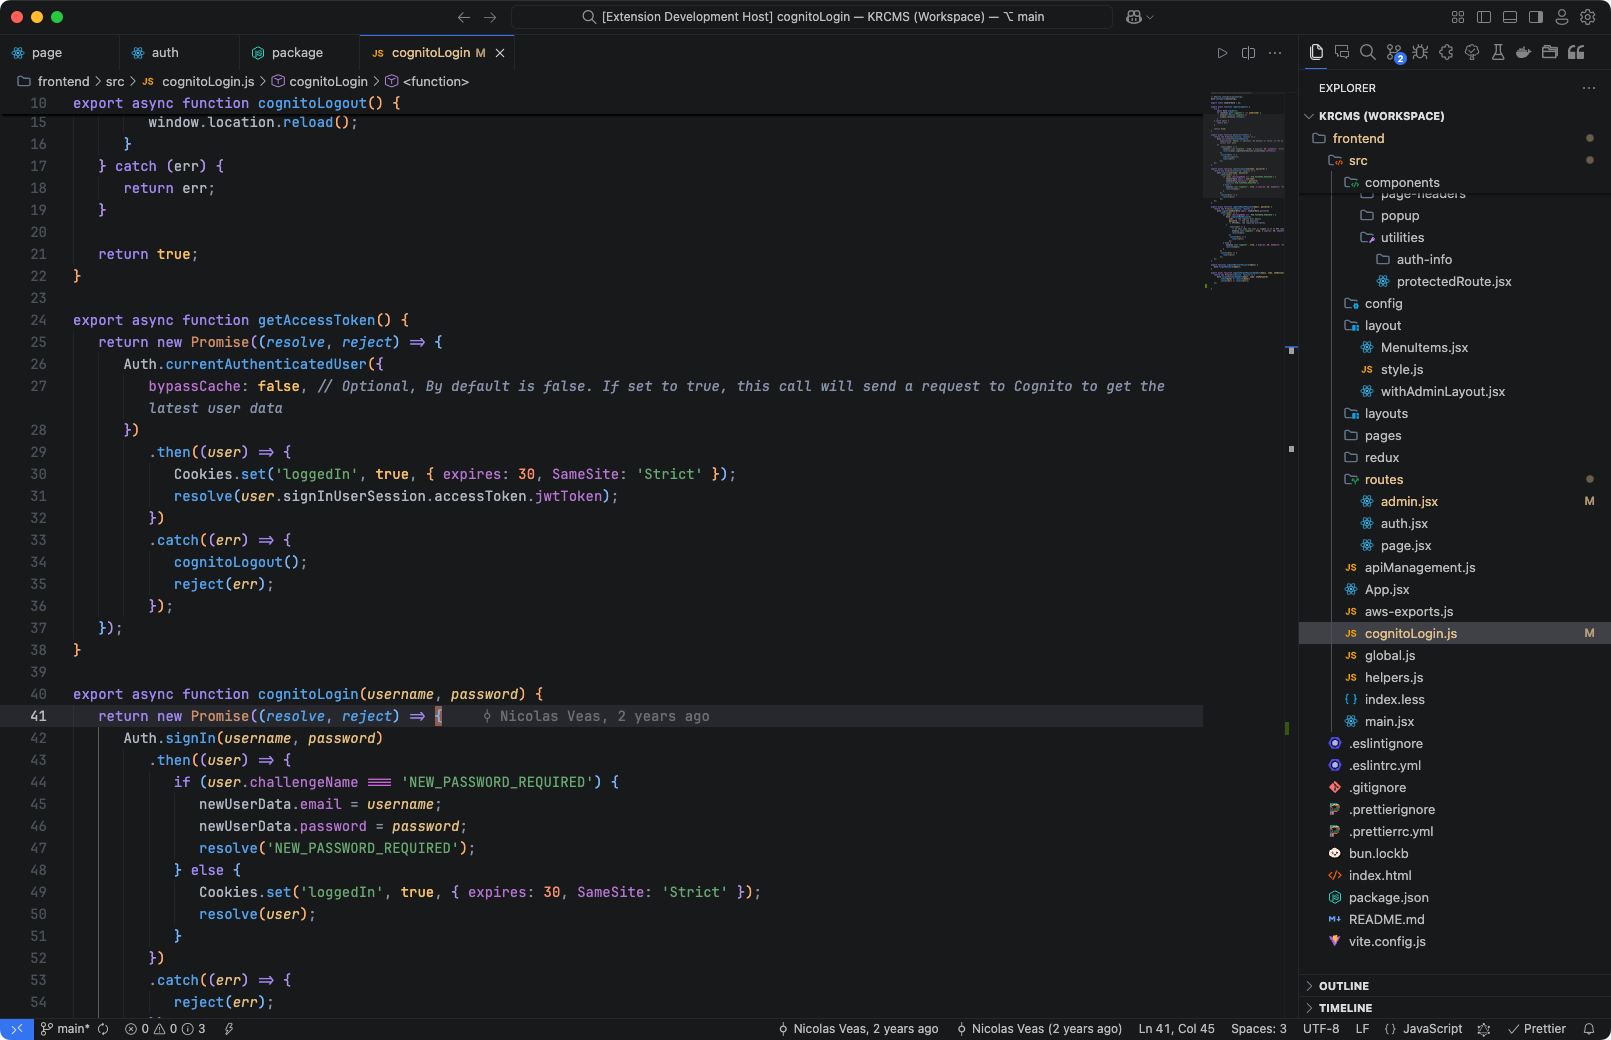 [Extension Development Host] cognitoLogin — KRCMS (Workspace) — ⌥ main
page
auth
package
JS cognitoLogin M
frontend > src > JS cognitoLogin.js > cognitoLogin > <function>
10 export async function cognitoLogout() {
15 window.location.reload();
16 }
17 } catch (err) {
18 return err;
19 }
20
21 return true;
22 }
23
24 export async function getAccessToken() {
25 return new Promise((resolve, reject) => {
26 Auth.currentAuthenticatedUser({
27 bypassCache: false, // Optional, By default is false. If set to true, this call will send a request to Cognito to get the
latest user data
28 })
29 .then((user) => {
30 Cookies.set('loggedIn', true, { expires: 30, SameSite: 'Strict' });
31 resolve(user.signInUserSession.accessToken.jwtToken);
32 })
33 .catch((err) => {
34 cognitoLogout();
35 reject(err);
36 });
37 });
38 }
39
40 export async function cognitoLogin(username, password) {
41 return new Promise((resolve, reject) => { Nicolas Veas, 2 years ago
42 Auth.signIn(username, password)
43 .then((user) => {
44 if (user.challengeName === 'NEW_PASSWORD_REQUIRED') {
45 newUserData.email = username;
46 newUserData.password = password;
47 resolve('NEW_PASSWORD_REQUIRED');
48 } else {
49 Cookies.set('loggedIn', true, { expires: 30, SameSite: 'Strict' });
50 resolve(user);
51 }
52 })
53 .catch((err) => {
54 reject(err);
2
EXPLORER
KRCMS (WORKSPACE)
frontend
src
components
page-headers
popup
utilities
auth-info
protectedRoute.jsx
config
layout
MenuItems.jsx
JS style.js
withAdminLayout.jsx
layouts
pages
redux
routes
admin.jsx M
auth.jsx
page.jsx
JS apiManagement.js
App.jsx
JS aws-exports.js
JS cognitoLogin.js M
JS global.js
JS helpers.js
{ } index.less
main.jsx
.eslintignore
.eslintrc.yml
.gitignore
.prettierignore
.prettierrc.yml
bun.lockb
index.html
package.json
M↓ README.md
vite.config.js
OUTLINE
TIMELINE
main* 0 0 3 Nicolas Veas, 2 years ago Nicolas Veas (2 years ago) Ln 41, Col 45 Spaces: 3 UTF-8 LF { } JavaScript Prettier